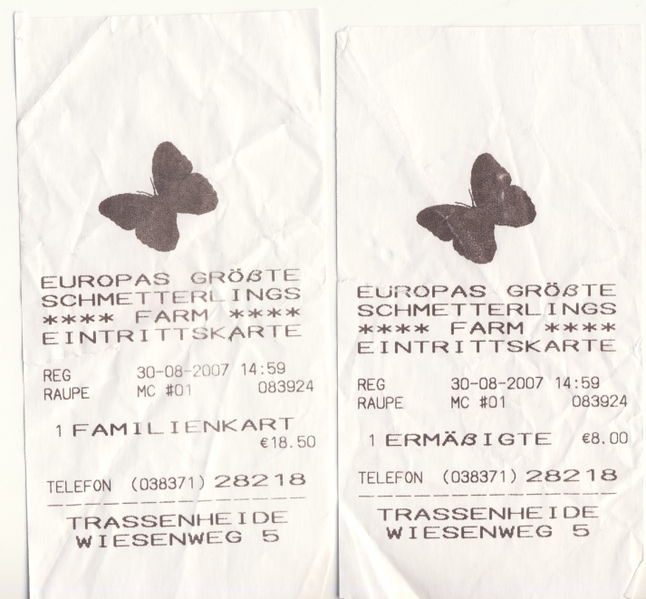 EUROPAS GRÖßTE
SCHMETTERLINGS
**** FARM ****
EINTRITTSKARTE
REG 30-08-2007 14:59
RAUPE MC #01 083924
1 FAMILIENKART
€18.50
TELEFON (038371) 28218
TRASSENHEIDE
WIESENWEG 5
EUROPAS GRÖßTE
SCHMETTERLINGS
**** FARM ****
EINTRITTSKARTE
REG 30-08-2007 14:59
RAUPE MC #01 083924
1 ERMÄßIGTE €8.00
TELEFON (038371) 28218
TRASSENHEIDE
WIESENWEG 5